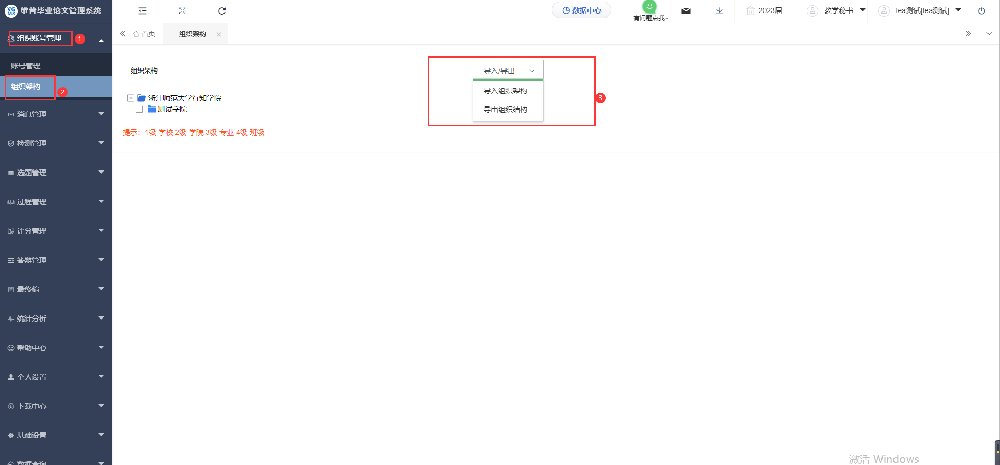 VG
MS
维普毕业论文管理系统
数据中心
有问题点我~
2023届
教学秘书
tea测试[tea测试]
组织账号管理
1
首页
组织架构
账号管理
组织架构
2
消息管理
检测管理
选题管理
过程管理
评分管理
答辩管理
最终稿
统计分析
帮助中心
个人设置
下载中心
基础设置
数据查询
组织架构
浙江师范大学行知学院
测试学院
提示：1级-学校 2级-学院 3级-专业 4级-班级
导入/导出
导入组织架构
导出组织结构
3
激活 Windows